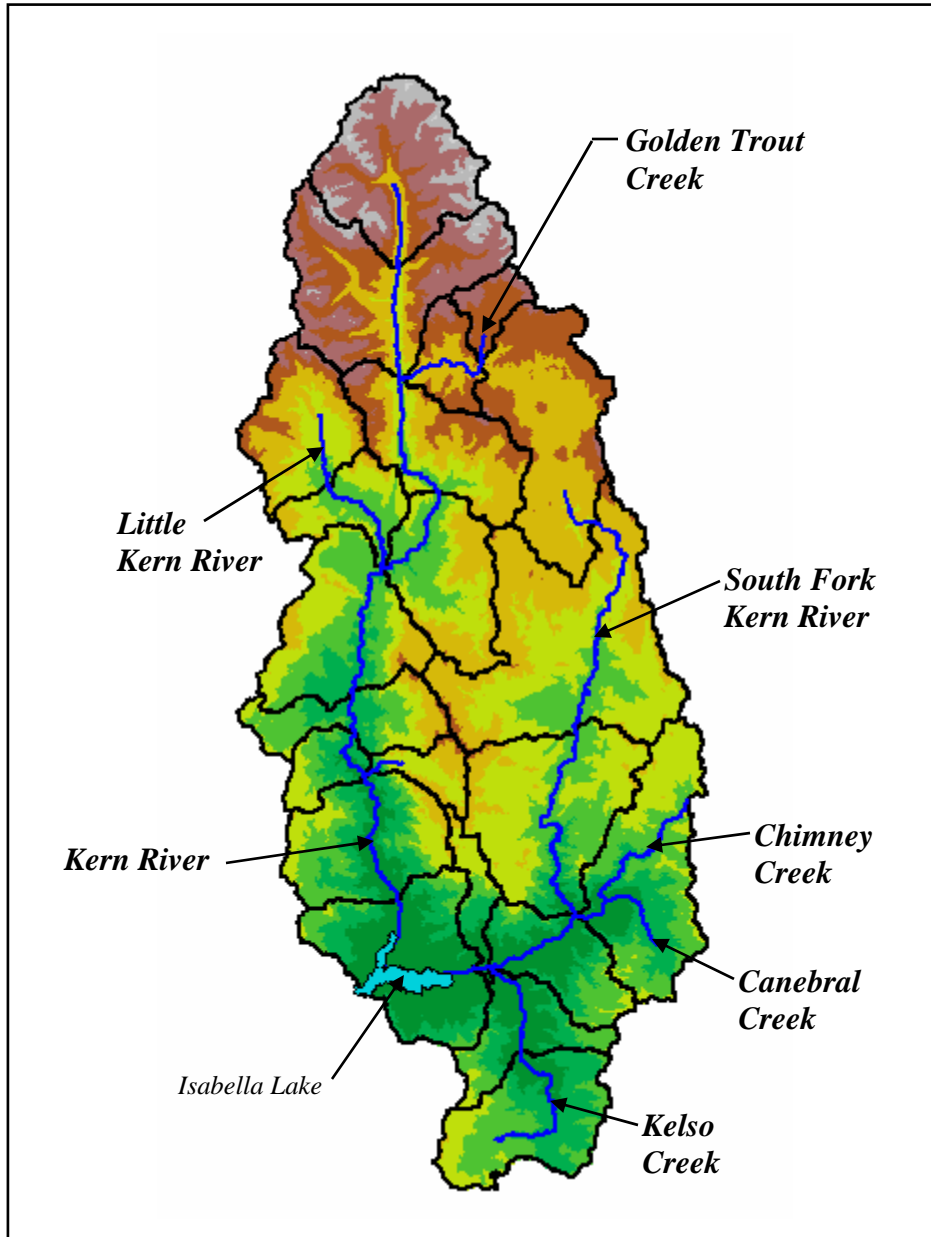 Golden Trout
Creek
Little
Kern River
South Fork
Kern River
Kern River
Chimney
Creek
Canebral
Creek
Isabella Lake
Kelso
Creek